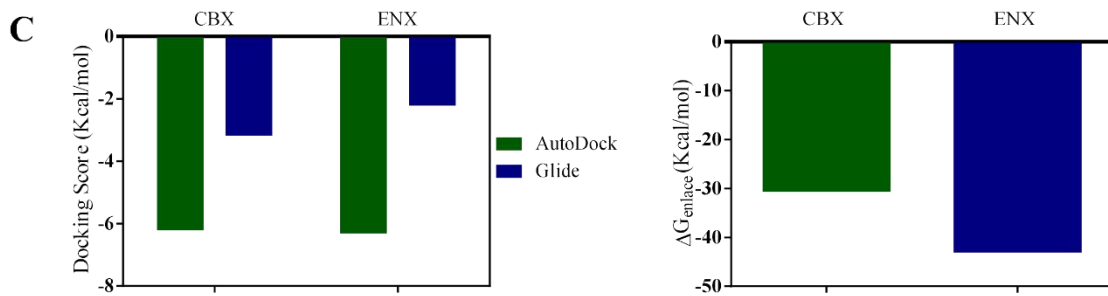 C
CBX ENX
Docking Score (Kcal/mol)
0
-2
-4
-6
-8
AutoDock
Glide
CBX ENX
ΔGenlace (Kcal/mol)
0
-10
-20
-30
-40
-50